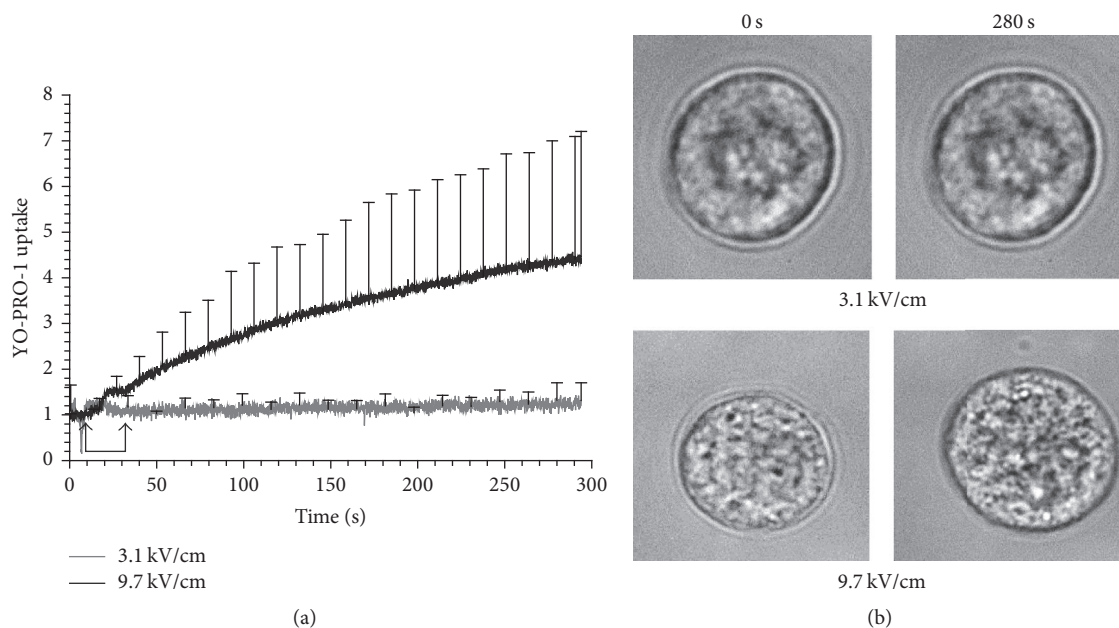 8
7
6
5
4
3
2
1
0
YO-PRO-1 uptake
0 50 100 150 200 250 300
Time (s)
3.1 kV/cm
9.7 kV/cm
(a)
0 s 280 s
3.1 kV/cm
9.7 kV/cm
(b)